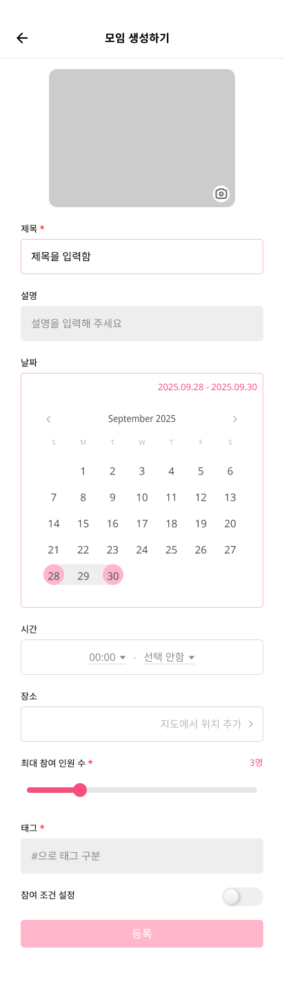 모임 생성하기
제목 *
제목을 입력함
설명
설명을 입력해 주세요
날짜
2025.09.28 - 2025.09.30
September 2025
S M T W T F S
1 2 3 4 5 6
7 8 9 10 11 12 13
14 15 16 17 18 19 20
21 22 23 24 25 26 27
28 29 30
시간
00:00 - 선택 안함
장소
지도에서 위치 추가
최대 참여 인원 수 * 3명
태그 *
#으로 태그 구분
참여 조건 설정
등록